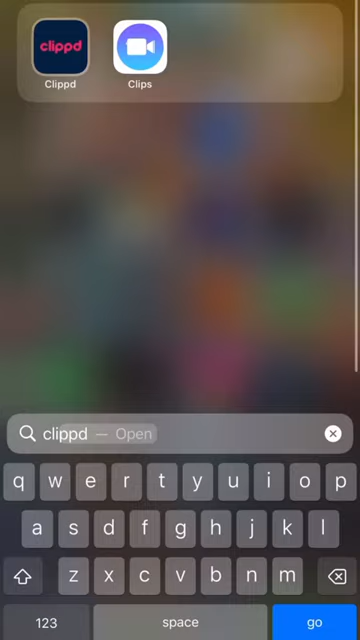 clippd
Clippd Clips
clippd — Open
q w e r t y u i o p
a s d f g h j k l
z x c v b n m
123 space go